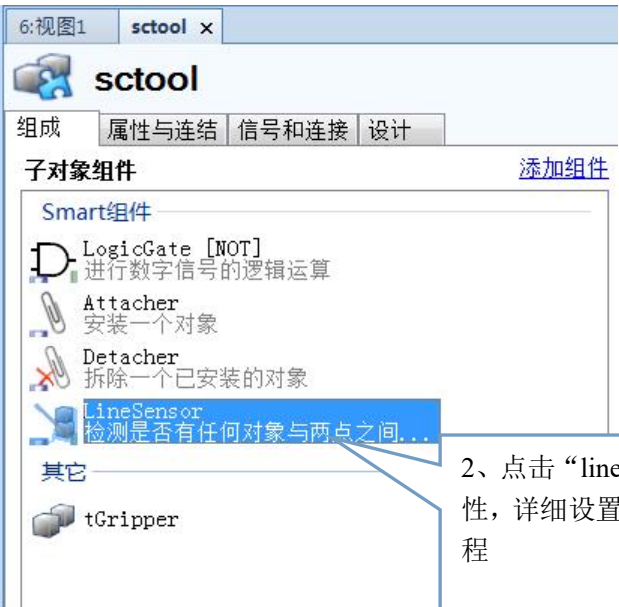 6:视图1 sctool x
sctool
组成 属性与连结 信号和连接 设计
子对象组件 添加组件
Smart组件
LogicGate [NOT]
进行数字信号的逻辑运算
Attacher
安装一个对象
Detacher
拆除一个已安装的对象
LineSensor
检测是否有任何对象与两点之间...
其它
tGripper
2、点击“line
性，详细设置
程